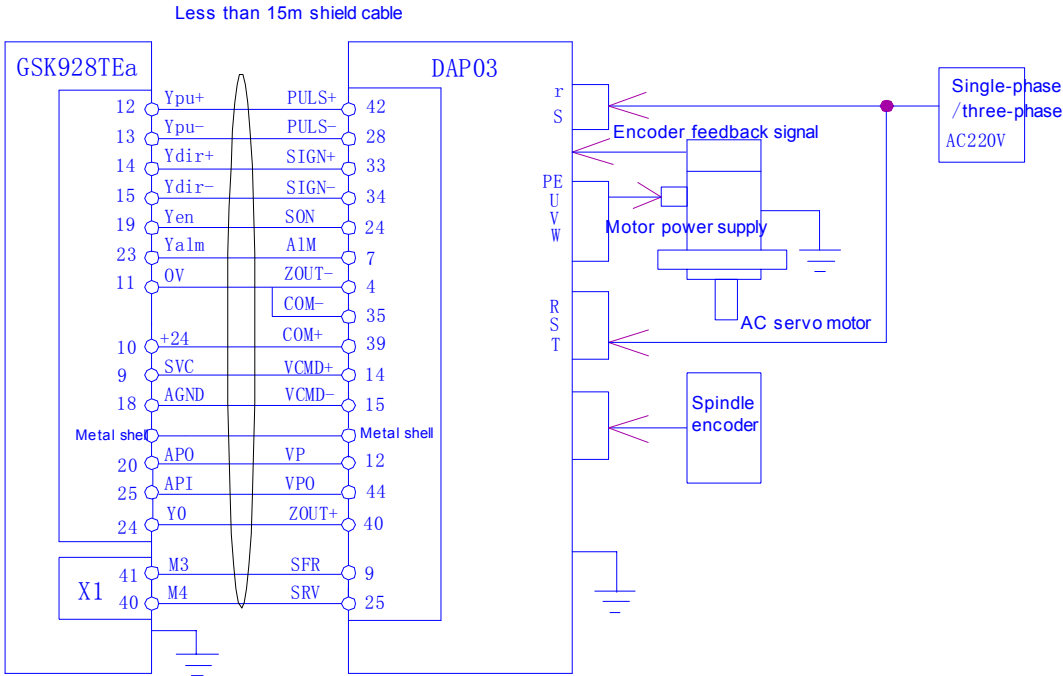 Less than 15m shield cable
GSK928TEa
DAP03
12 Ypu+ PULS+ 42
13 Ypu- PULS- 28
14 Ydir+ SIGN+ 33
15 Ydir- SIGN- 34
19 Yen SON 24
23 Yalm AlM 7
11 0V ZOUT- 4
COM- 35
10 +24 COM+ 39
9 SVC VCMD+ 14
18 AGND VCMD- 15
Metal shell Metal shell
20 APO VP 12
25 API VPO 44
24 Y0 ZOUT+ 40
X1
41 M3 SFR 9
40 M4 SRV 25
r
S
Encoder feedback signal
PE
U
V
W
Motor power supply
R
S
T
AC servo motor
Spindle
encoder
Single-phase
/three-phase
AC220V